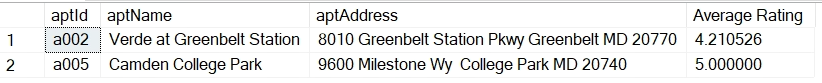 aptId aptName aptAddress Average Rating
1 a002 Verde at Greenbelt Station 8010 Greenbelt Station Pkwy Greenbelt MD 20770 4.210526
2 a005 Camden College Park 9600 Milestone Wy  College Park MD 20740 5.000000